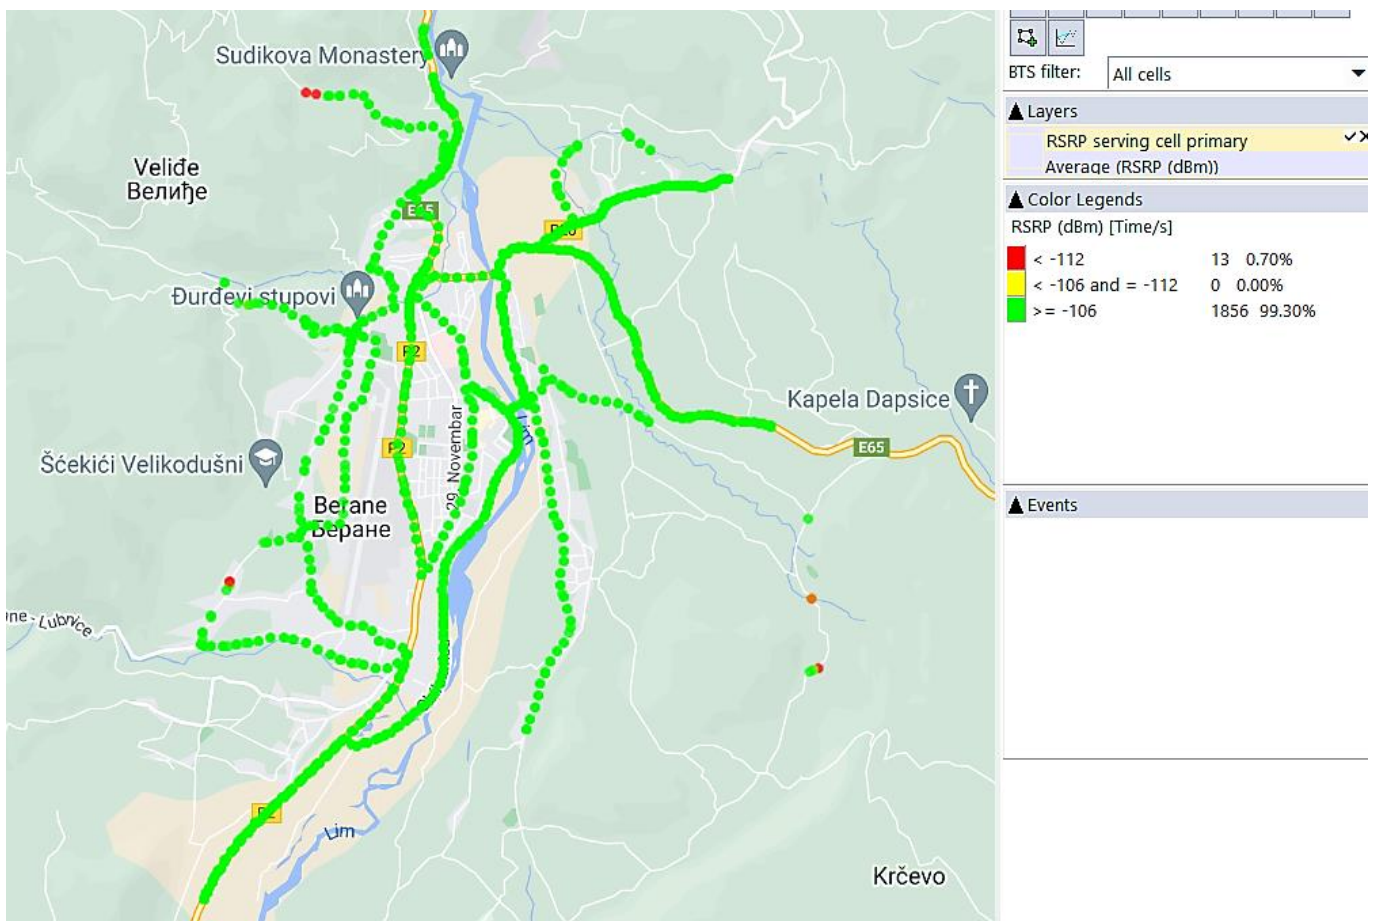 Sudikova Monastery
Veliđe
Велиђе
E65
Đurđevi stupovi
P2
Kapela Dapsice
P2
E65
29. Novembar
Lim
Šćekići Velikodušni
Berane
Беране
Lubnice
Lim
Krčevo
BTS filter:
All cells
Layers
RSRP serving cell primary
Average (RSRP (dBm))
Color Legends
RSRP (dBm) [Time/s]
< -112 13 0.70%
< -106 and = -112 0 0.00%
>= -106 1856 99.30%
Events